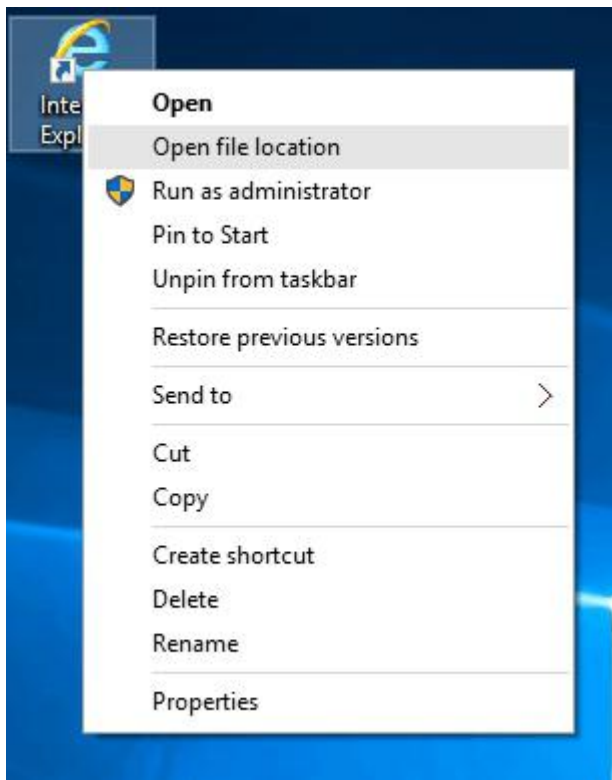 Inte
Expl
Open
Open file location
Run as administrator
Pin to Start
Unpin from taskbar
Restore previous versions
Send to
Cut
Copy
Create shortcut
Delete
Rename
Properties